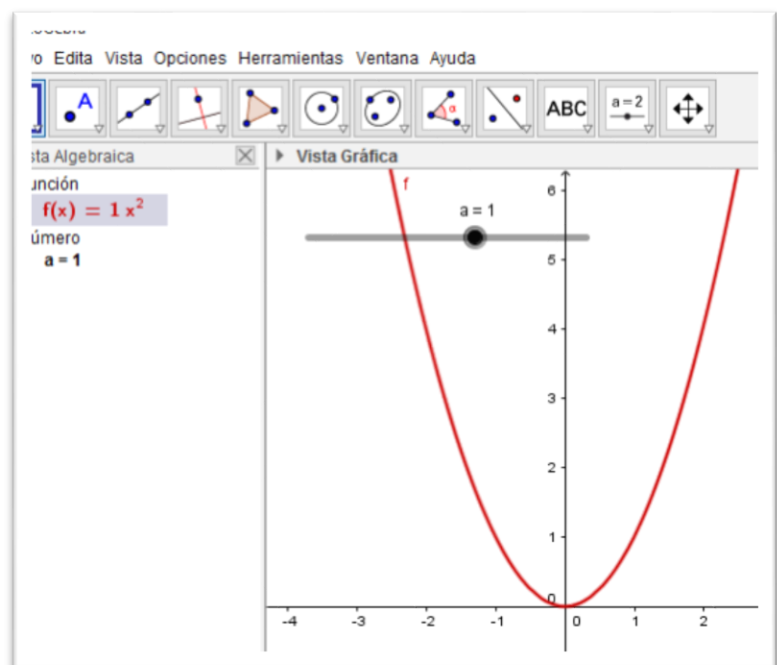 Edita Vista Opciones Herramientas Ventana Ayuda
A α ABC a=2
Vista Gráfica
f(x) = 1 x²
a = 1
f
a = 1
6
5
4
3
2
1
0
-4 -3 -2 -1 0 1 2